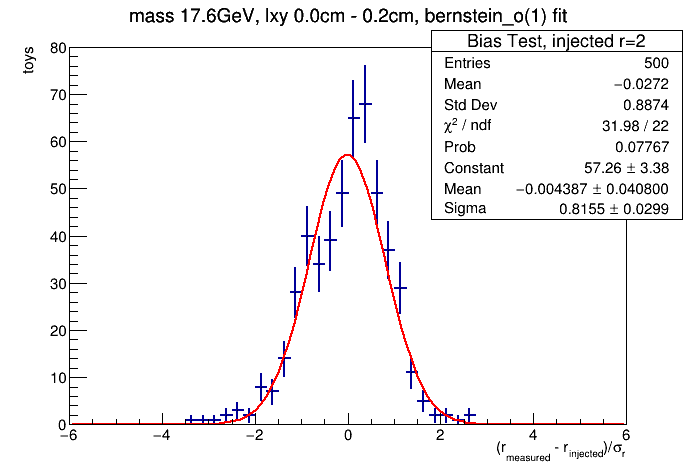 mass 17.6GeV, lxy 0.0cm - 0.2cm, bernstein_o(1) fit
Bias Test, injected r=2
Entries 500
Mean −0.0272
Std Dev 0.8874
χ² / ndf 31.98 / 22
Prob 0.07767
Constant 57.26 ± 3.38
Mean −0.004387 ± 0.040800
Sigma 0.8155 ± 0.0299
toys
80
70
60
50
40
30
20
10
0
−6 −4 −2 0 2 4 6
(r_measured - r_injected)/σ_r